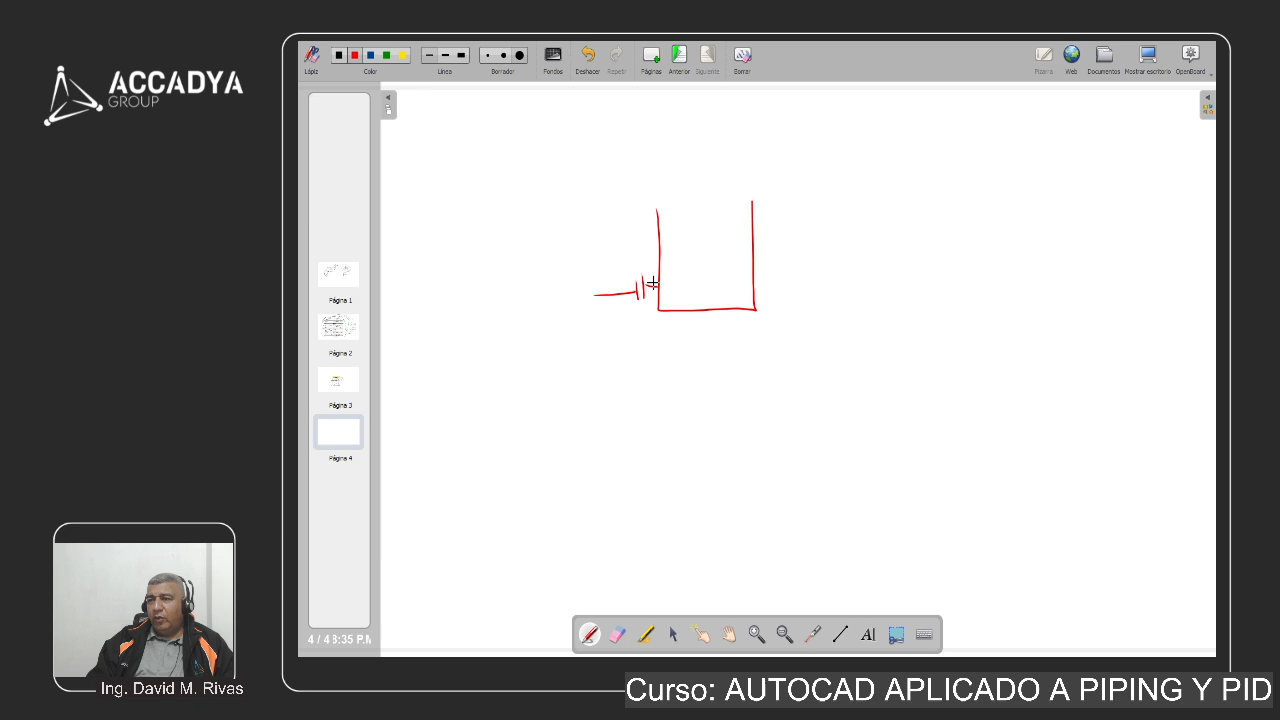 ACCADYA
GROUP
Lápiz
Color
Línea
Borrador
Fondos
Deshacer
Repetir
Páginas
Anterior
Siguiente
Borrar
Pizarra
Web
Documentos
Mostrar escritorio
OpenBoard
Página 1
Página 2
Página 3
Página 4
4 / 4
8:35 P.M
AI
Ing. David M. Rivas
Curso: AUTOCAD APLICADO A PIPING Y PID